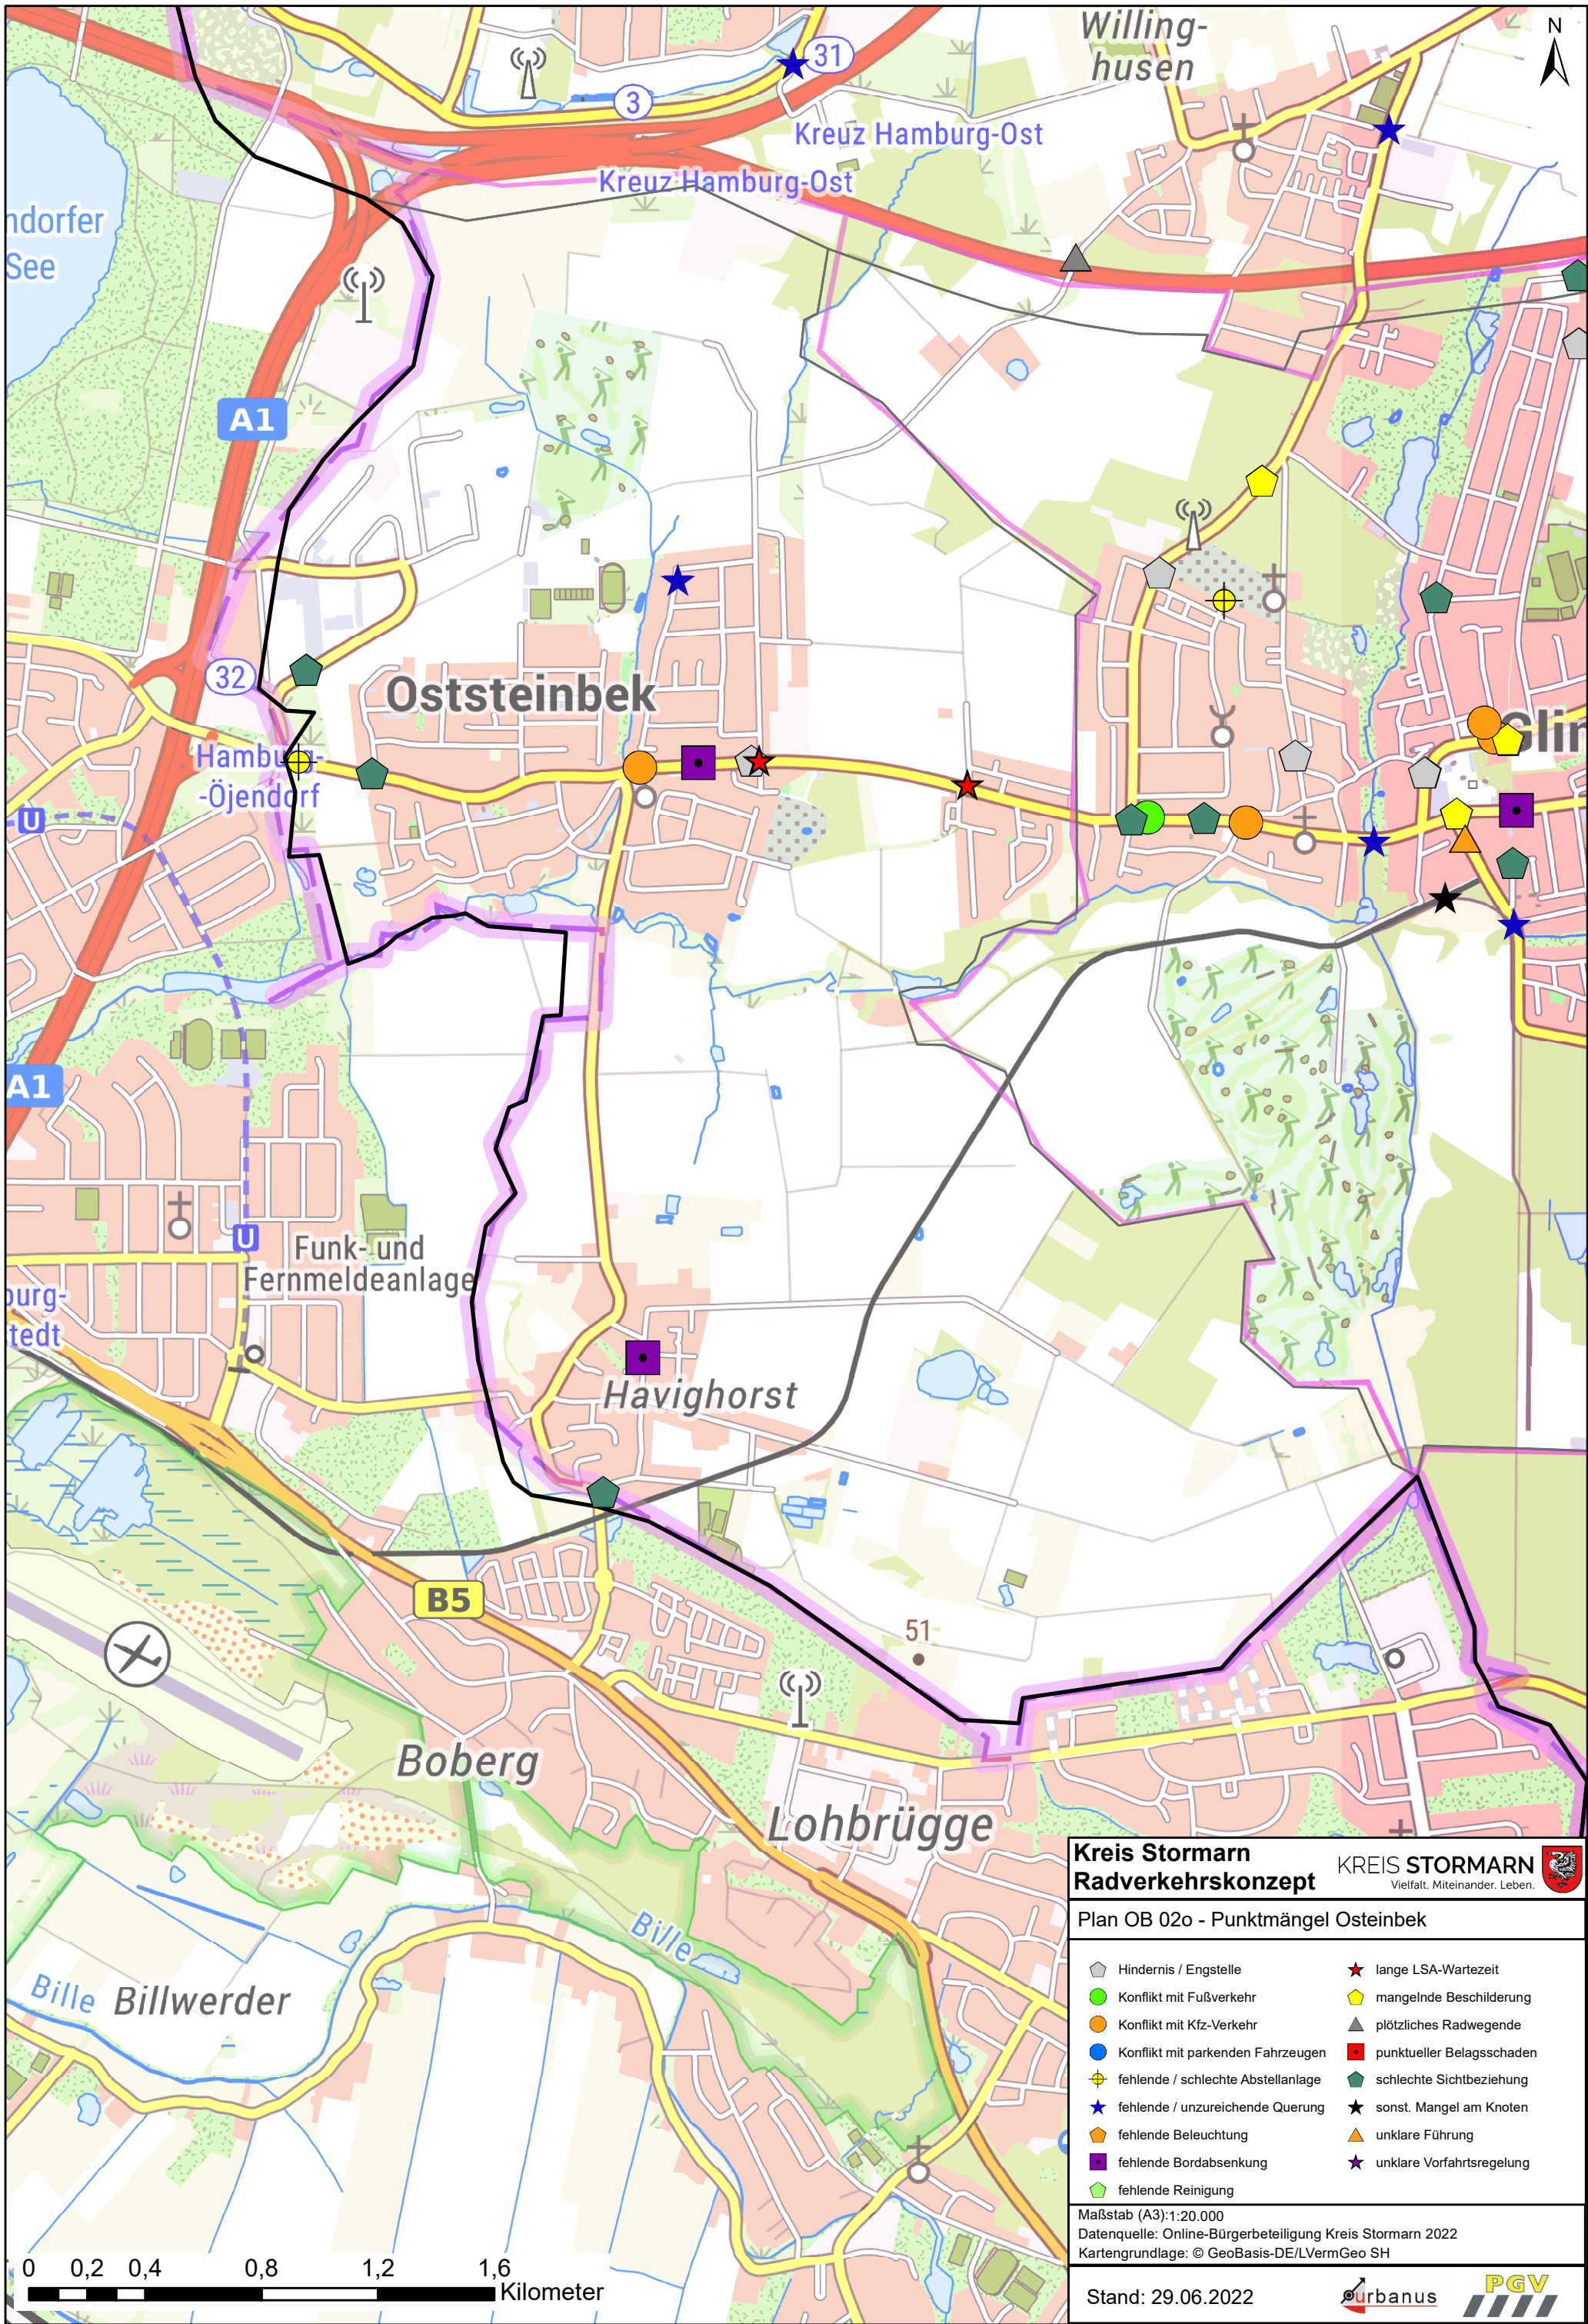 Willing-
husen
N
31
3
Kreuz Hamburg-Ost
Kreuz Hamburg-Ost
ndorfer
See
A1
32
Oststeinbek
Glin
Hamburg-
-Öjendorf
U
A1
U
Funk- und
Fernmeldeanlage
burg-
tedt
Havighorst
B5
51
Boberg
Lohbrügge
Bille
Bille
Billwerder
0 0,2 0,4 0,8 1,2 1,6
Kilometer
Kreis Stormarn
Radverkehrskonzept
KREIS STORMARN
Vielfalt. Miteinander. Leben.
Plan OB 02o - Punktmängel Osteinbek
Hindernis / Engstelle
Konflikt mit Fußverkehr
Konflikt mit Kfz-Verkehr
Konflikt mit parkenden Fahrzeugen
fehlende / schlechte Abstellanlage
fehlende / unzureichende Querung
fehlende Beleuchtung
fehlende Bordabsenkung
fehlende Reinigung
lange LSA-Wartezeit
mangelnde Beschilderung
plötzliches Radwegende
punktueller Belagsschaden
schlechte Sichtbeziehung
sonst. Mangel am Knoten
unklare Führung
unklare Vorfahrtsregelung
Maßstab (A3):1:20.000
Datenquelle: Online-Bürgerbeteiligung Kreis Stormarn 2022
Kartengrundlage: © GeoBasis-DE/LVermGeo SH
Stand: 29.06.2022
urbanus
PGV